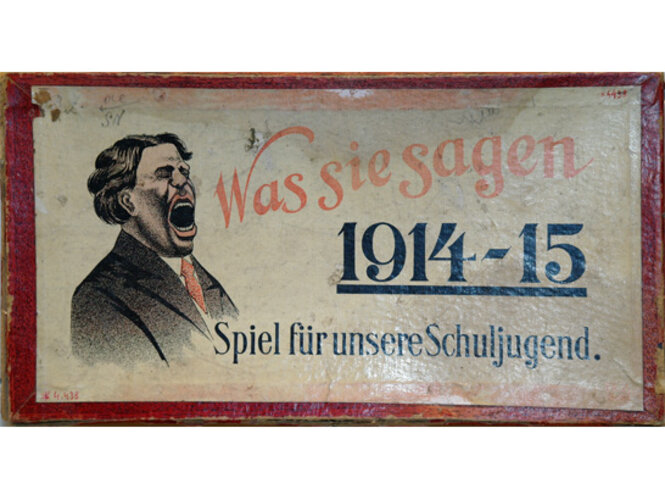 Was sie sagen
1914-15
Spiel für unsere Schuljugend.